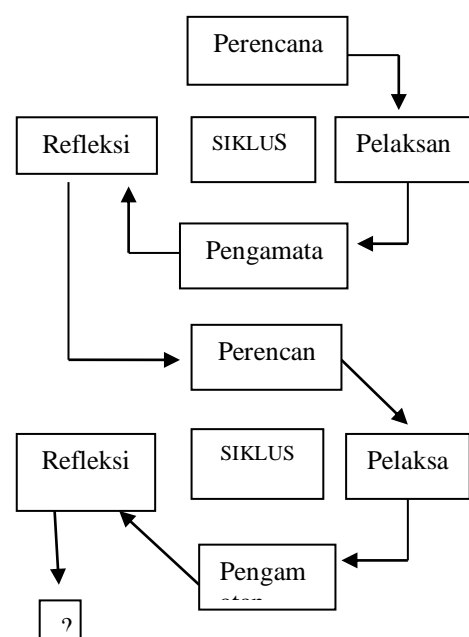 Perencana
Refleksi
SIKLUS
Pelaksan
Pengamata
Perencan
Refleksi
SIKLUS
Pelaksa
Pengam